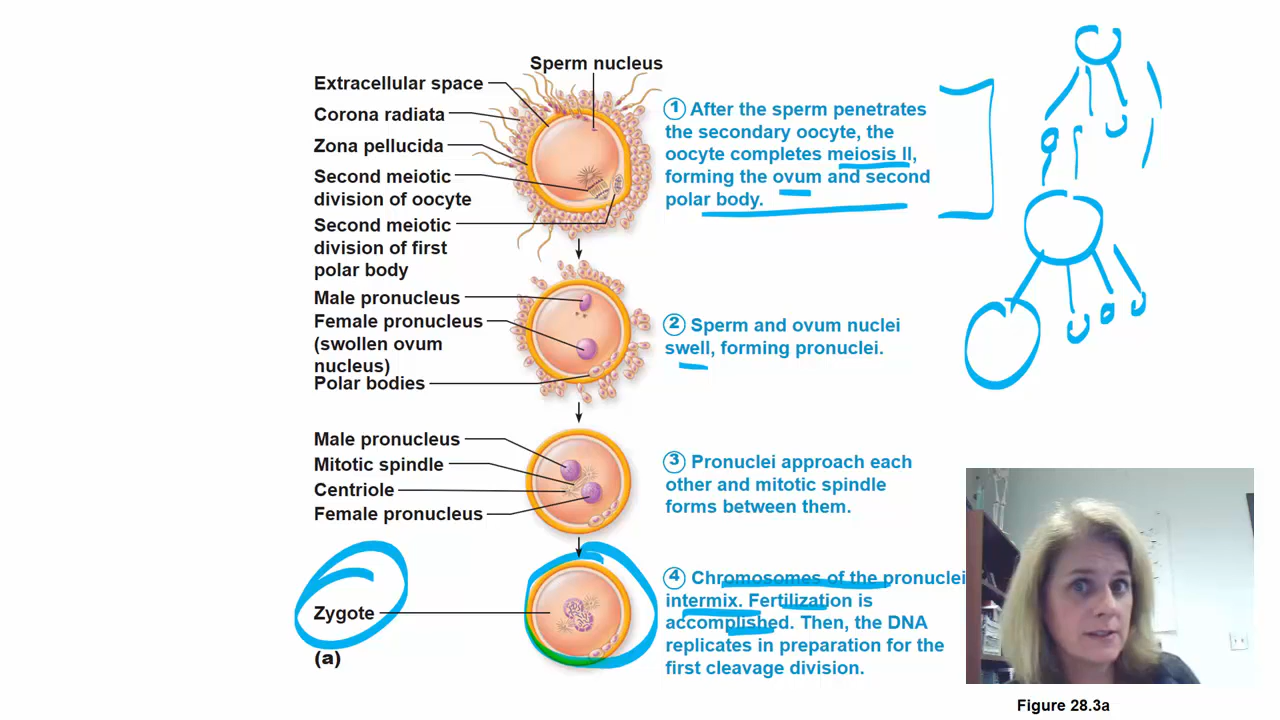 Sperm nucleus
Extracellular space
Corona radiata
Zona pellucida
Second meiotic
division of oocyte
Second meiotic
division of first
polar body
1 After the sperm penetrates
the secondary oocyte, the
oocyte completes meiosis II,
forming the ovum and second
polar body.
Male pronucleus
Female pronucleus
(swollen ovum
nucleus)
Polar bodies
2 Sperm and ovum nuclei
swell, forming pronuclei.
Male pronucleus
Mitotic spindle
Centriole
Female pronucleus
3 Pronuclei approach each
other and mitotic spindle
forms between them.
Zygote
(a)
4 Chromosomes of the pronuclei
intermix. Fertilization is
accomplished. Then, the DNA
replicates in preparation for the
first cleavage division.
Figure 28.3a